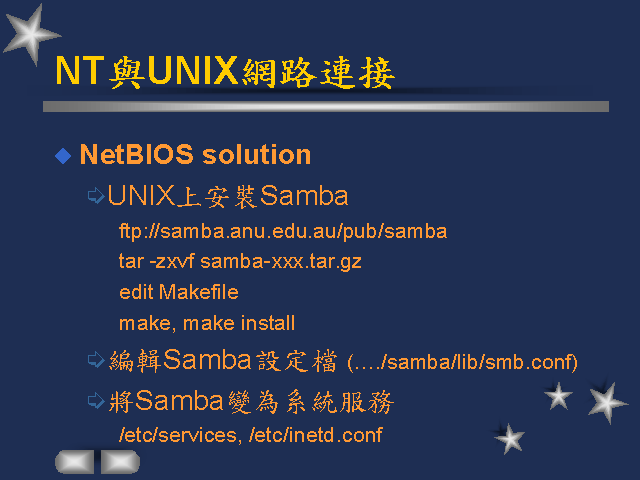 NT與UNIX網路連接
NetBIOS solution
UNIX上安裝Samba
ftp://samba.anu.edu.au/pub/samba
tar -zxvf samba-xxx.tar.gz
edit Makefile
make, make install
編輯Samba設定檔 (…./samba/lib/smb.conf)
將Samba變為系統服務
/etc/services, /etc/inetd.conf